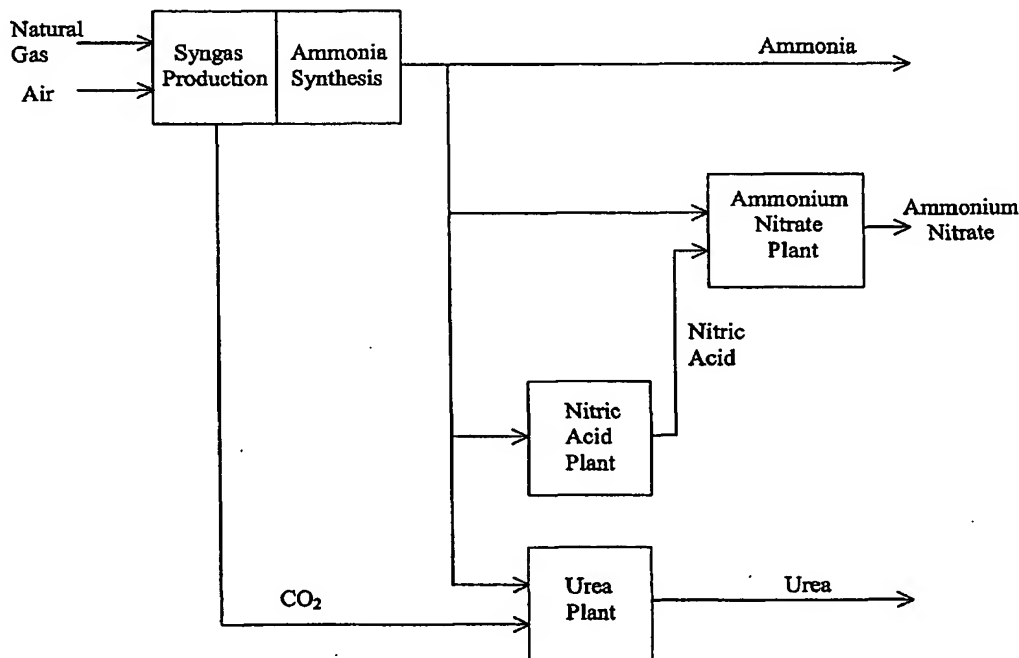 Natural
Gas
Air
Syngas
Production
Ammonia
Synthesis
Ammonia
Ammonium
Nitrate
Plant
Ammonium
Nitrate
Nitric
Acid
Nitric
Acid
Plant
CO₂
Urea
Plant
Urea